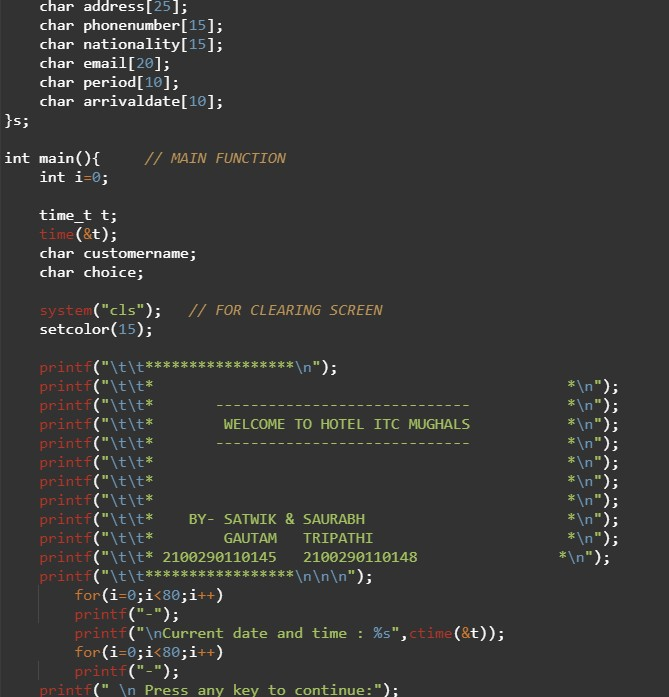 char address[25];
    char phonenumber[15];
    char nationality[15];
    char email[20];
    char period[10];
    char arrivaldate[10];
}s;

int main(){     // MAIN FUNCTION
    int i=0;

    time_t t;
    time(&t);
    char customername;
    char choice;

    system("cls");   // FOR CLEARING SCREEN
    setcolor(15);

    printf("\t\t*****************\n");
    printf("\t\t*                                               *\n");
    printf("\t\t*       -----------------------------           *\n");
    printf("\t\t*        WELCOME TO HOTEL ITC MUGHALS           *\n");
    printf("\t\t*       -----------------------------           *\n");
    printf("\t\t*                                               *\n");
    printf("\t\t*                                               *\n");
    printf("\t\t*                                               *\n");
    printf("\t\t*    BY- SATWIK & SAURABH                       *\n");
    printf("\t\t*        GAUTAM   TRIPATHI                      *\n");
    printf("\t\t* 2100290110145   2100290110148                *\n");
    printf("\t\t*****************\n\n\n");
        for(i=0;i<80;i++)
        printf("-");
        printf("\nCurrent date and time : %s",ctime(&t));
        for(i=0;i<80;i++)
        printf("-");
    printf(" \n Press any key to continue:");